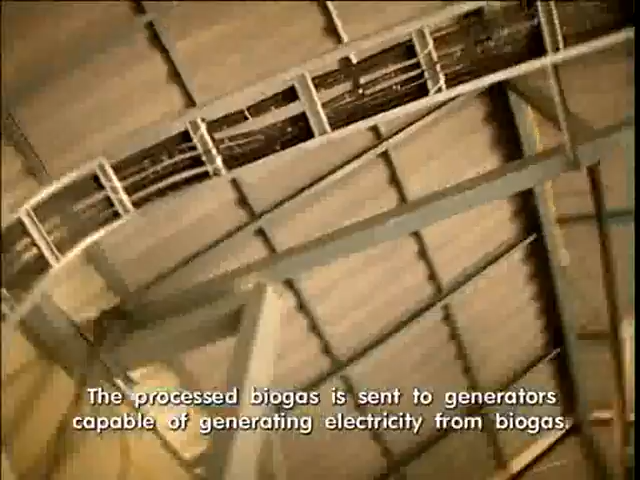 The processed biogas is sent to generators
capable of generating electricity from biogas.